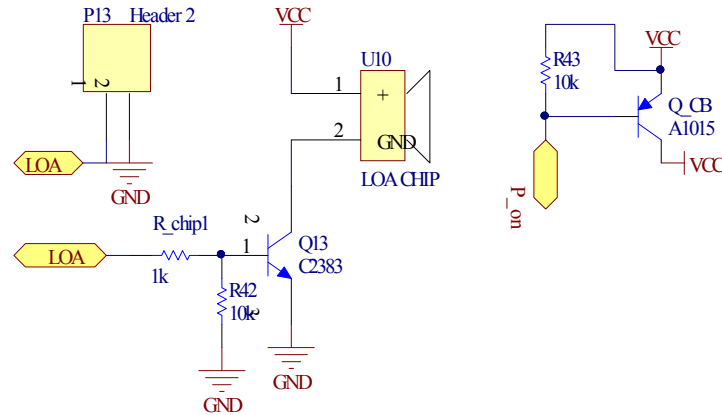 P13 Header 2
1
2
LOA
GND
VCC
U10
1
+
2
GND
LOA CHIP
R_chip1
LOA
1k
2
1
Q13
C2383
R42
10k
3
GND
GND
VCC
R43
10k
Q_CB
A1015
VCC
P_on